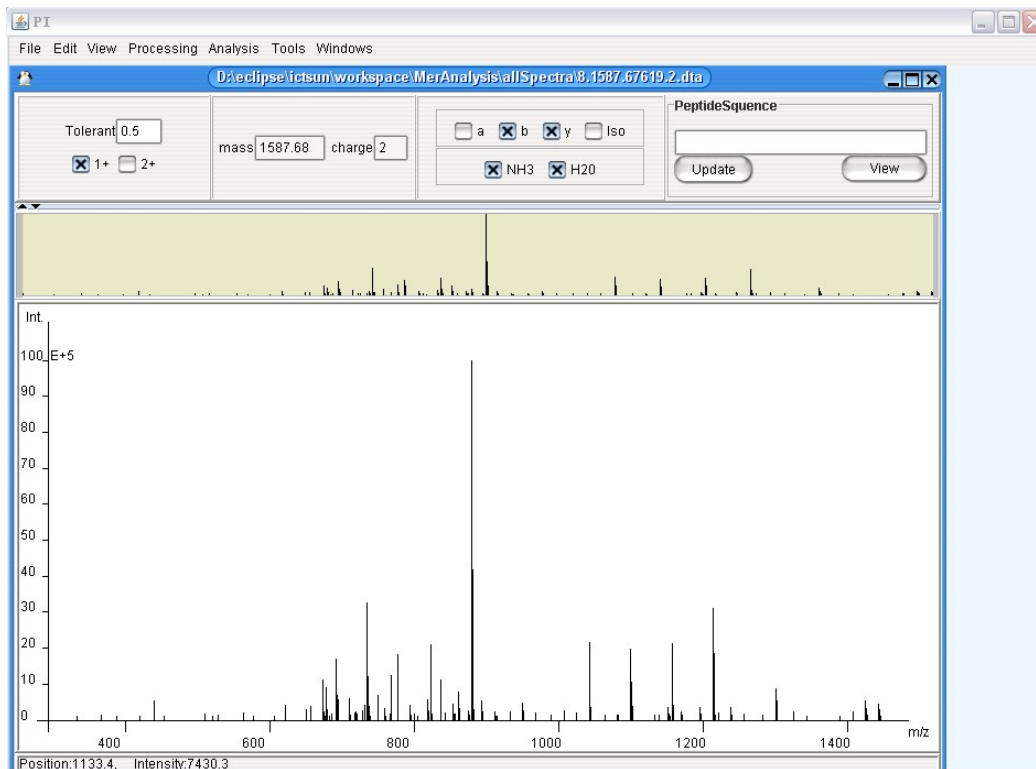 PI
File Edit View Processing Analysis Tools Windows
D:\eclipse\ictsun\workspace\MerAnalysis\allSpectra\8.1587.67619.2.dta
PeptideSquence
Tolerant 0.5
a b y Iso
mass 1587.68 charge 2
1+ 2+
NH3 H20
Update View
Int.
100 E+5
90
80
70
60
50
40
30
20
10
0
m/z
400 600 800 1000 1200 1400
Position:1133.4, Intensity:7430.3